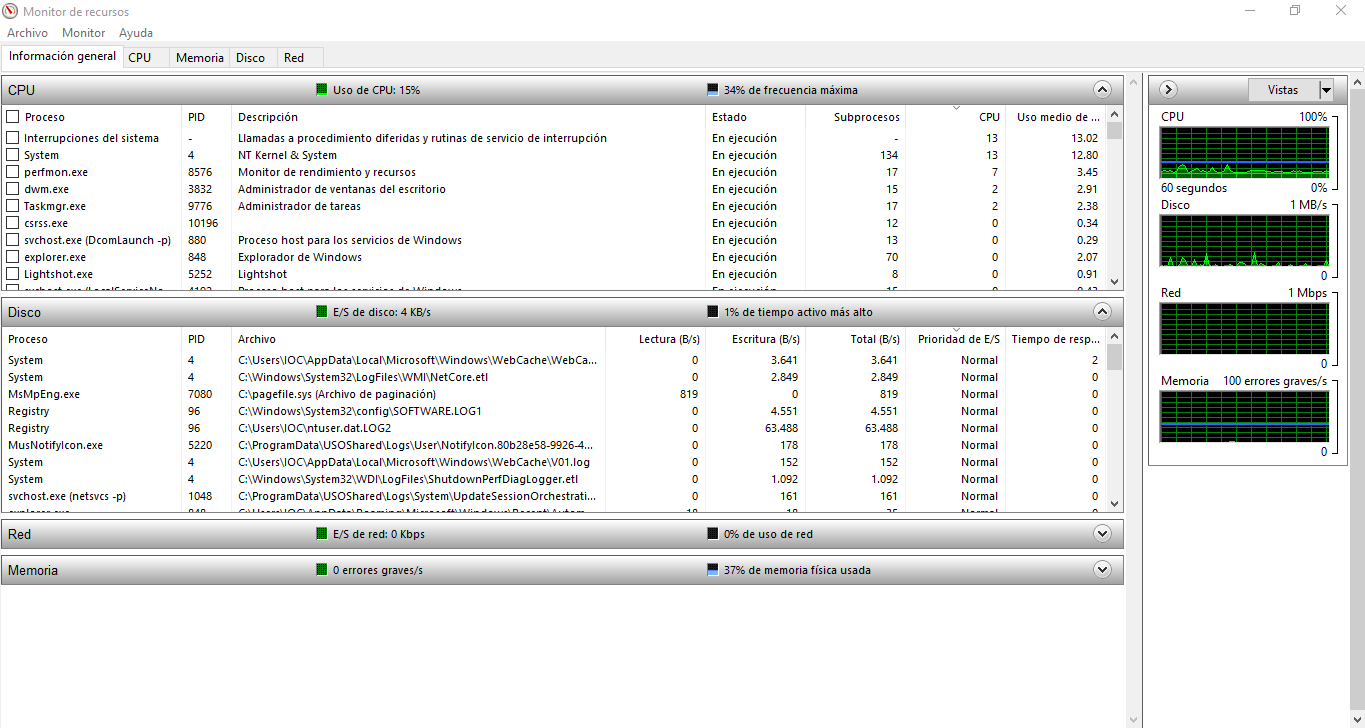 Monitor de recursos
Archivo Monitor Ayuda
Información general CPU Memoria Disco Red
CPU Uso de CPU: 15% 34% de frecuencia máxima
Proceso PID Descripción Estado Subprocesos CPU Uso medio de ...
Interrupciones del sistema - Llamadas a procedimiento diferidas y rutinas de servicio de interrupción En ejecución - 13 13.02
System 4 NT Kernel & System En ejecución 134 13 12.80
perfmon.exe 8576 Monitor de rendimiento y recursos En ejecución 17 7 3.45
dwm.exe 3832 Administrador de ventanas del escritorio En ejecución 15 2 2.91
Taskmgr.exe 9776 Administrador de tareas En ejecución 17 2 2.38
csrss.exe 10196 En ejecución 12 0 0.34
svchost.exe (DcomLaunch -p) 880 Proceso host para los servicios de Windows En ejecución 13 0 0.29
explorer.exe 848 Explorador de Windows En ejecución 70 0 2.07
Lightshot.exe 5252 Lightshot En ejecución 8 0 0.91
Disco E/S de disco: 4 KB/s 1% de tiempo activo más alto
Proceso PID Archivo Lectura (B/s) Escritura (B/s) Total (B/s) Prioridad de E/S Tiempo de resp...
System 4 C:\Users\IOC\AppData\Local\Microsoft\Windows\WebCache\WebCa... 0 3.641 3.641 Normal 2
System 4 C:\Windows\System32\LogFiles\WMI\NetCore.etl 0 2.849 2.849 Normal 0
MsMpEng.exe 7080 C:\pagefile.sys (Archivo de paginación) 819 0 819 Normal 0
Registry 96 C:\Windows\System32\config\SOFTWARE.LOG1 0 4.551 4.551 Normal 0
Registry 96 C:\Users\IOC\ntuser.dat.LOG2 0 63.488 63.488 Normal 0
MusNotifyIcon.exe 5220 C:\ProgramData\USOShared\Logs\User\NotifyIcon.80b28e58-9926-4... 0 178 178 Normal 0
System 4 C:\Users\IOC\AppData\Local\Microsoft\Windows\WebCache\V01.log 0 152 152 Normal 0
System 4 C:\Windows\System32\WDI\LogFiles\ShutdownPerfDiagLogger.etl 0 1.092 1.092 Normal 0
svchost.exe (netsvcs -p) 1048 C:\ProgramData\USOShared\Logs\System\UpdateSessionOrchestrati... 0 161 161 Normal 0
Red E/S de red: 0 Kbps 0% de uso de red
Memoria 0 errores graves/s 37% de memoria física usada
Vistas
CPU 100%
60 segundos 0%
Disco 1 MB/s
0
Red 1 Mbps
0
Memoria 100 errores graves/s
0